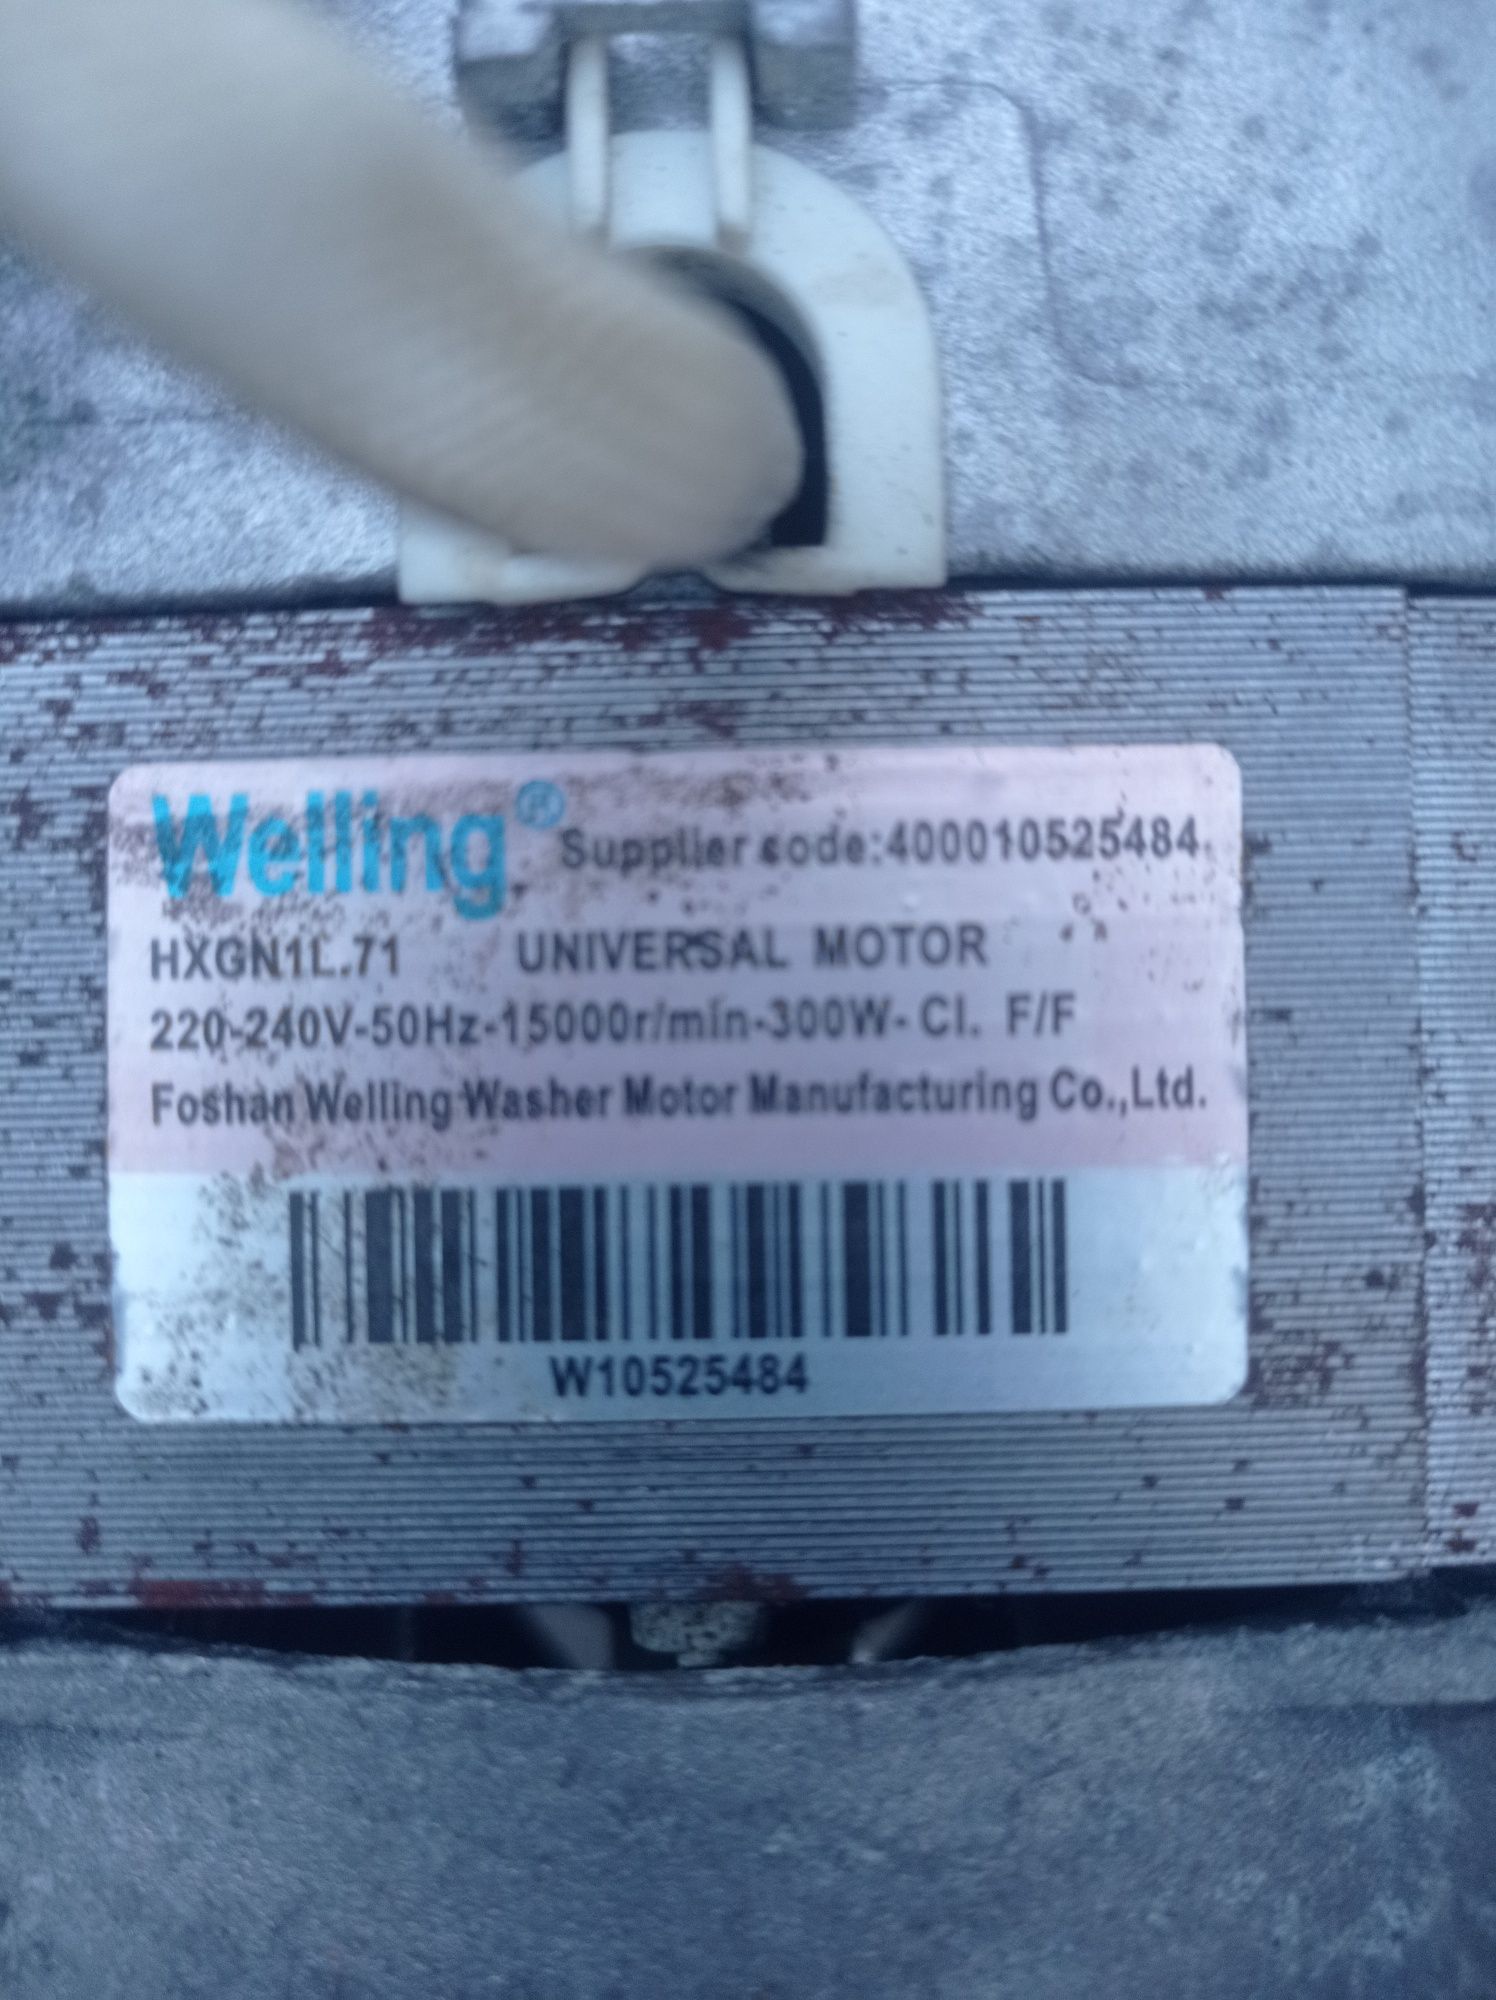 Welling® Supplier code:400010525484
HXGN1L.71 UNIVERSAL MOTOR
220-240V-50Hz-15000r/min-300W- Cl. F/F
Foshan Welling Washer Motor Manufacturing Co.,Ltd.
W10525484